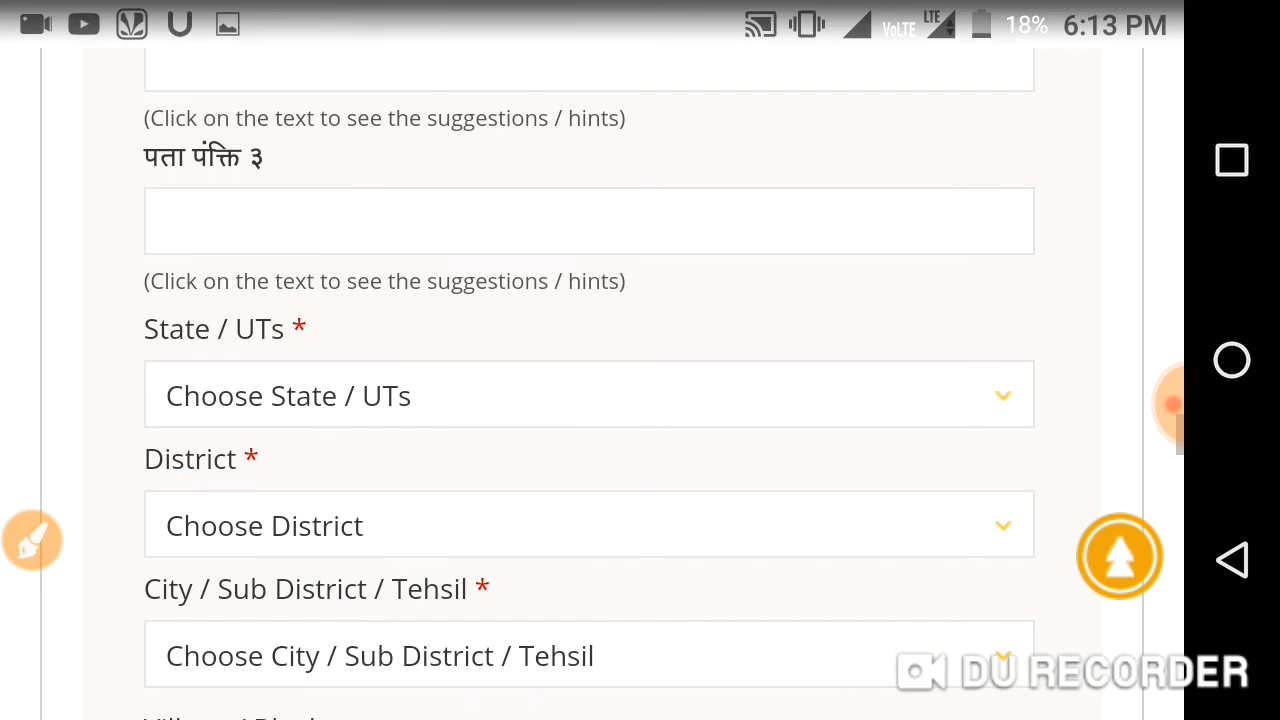 VoLTE LTE 18% 6:13 PM
(Click on the text to see the suggestions / hints)
पता पंक्ति ३
(Click on the text to see the suggestions / hints)
State / UTs *
Choose State / UTs
District *
Choose District
City / Sub District / Tehsil *
Choose City / Sub District / Tehsil
DU RECORDER